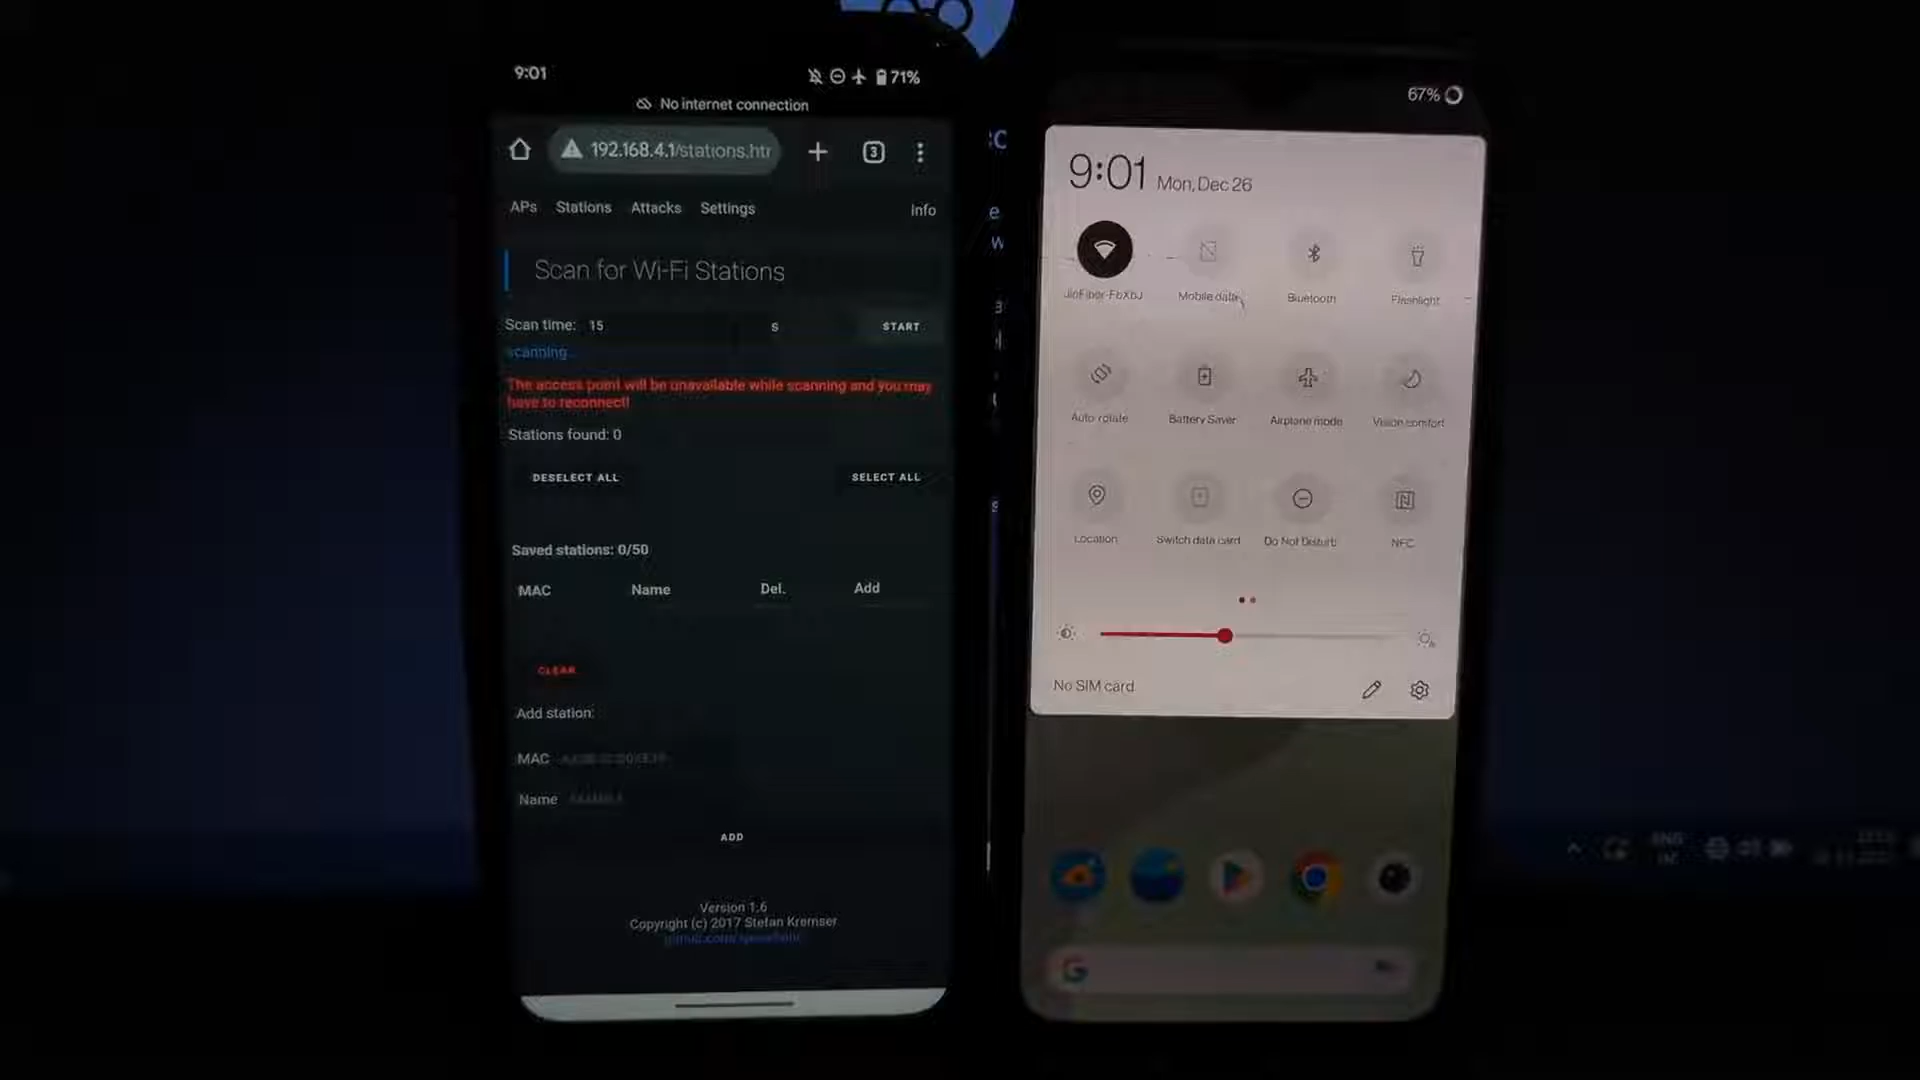 9:01
71%
No internet connection
192.168.4.1/stations.htr
3
APs Stations Attacks Settings Info
Scan for Wi-Fi Stations
Scan time: 15 s START
scanning..
The access point will be unavailable while scanning and you may
have to reconnect!
Stations found: 0
DESELECT ALL SELECT ALL
Saved stations: 0/50
MAC Name Del. Add
CLEAR
Add station:
MAC
Name
ADD
Version 1.6
Copyright (c) 2017 Stefan Kremser
67%
9:01 Mon, Dec 26
Mobile data Bluetooth Flashlight
Auto-rotate Battery Saver Airplane mode Vision comfort
Location Switch data card Do Not Disturb NFC
No SIM card
G
ENG